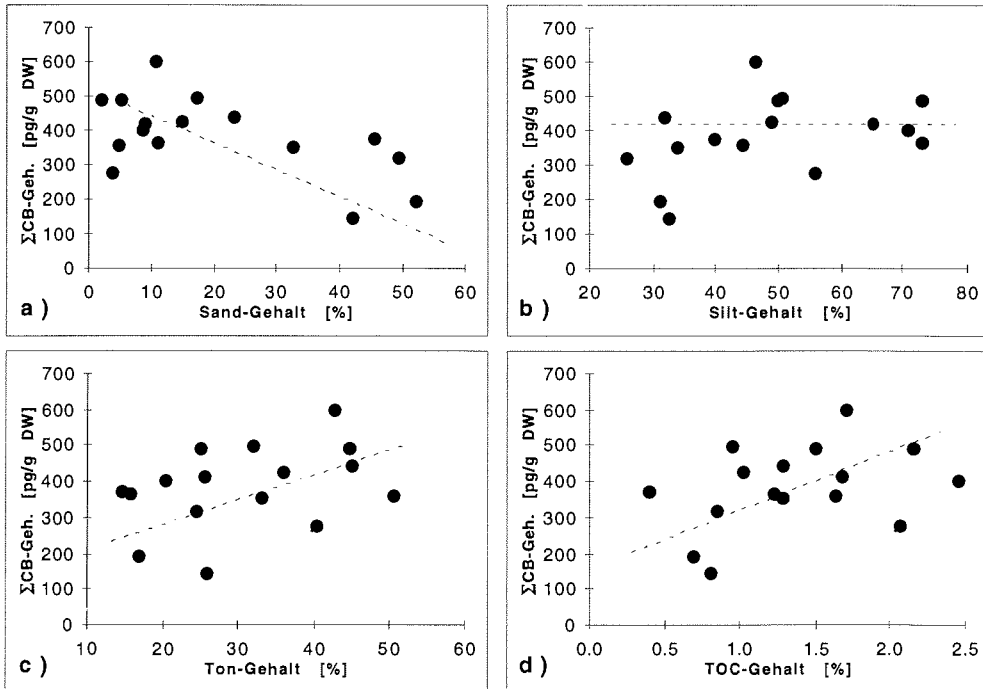 700
600
500
400
300
200
100
0
ΣCB-Geh. [pg/g DW]
0 10 20 30 40 50 60
a ) Sand-Gehalt [%]
700
600
500
400
300
200
100
0
ΣCB-Geh. [pg/g DW]
20 30 40 50 60 70 80
b ) Silt-Gehalt [%]
700
600
500
400
300
200
100
0
ΣCB-Geh. [pg/g DW]
10 20 30 40 50 60
c ) Ton-Gehalt [%]
700
600
500
400
300
200
100
0
ΣCB-Geh. [pg/g DW]
0.0 0.5 1.0 1.5 2.0 2.5
d ) TOC-Gehalt [%]